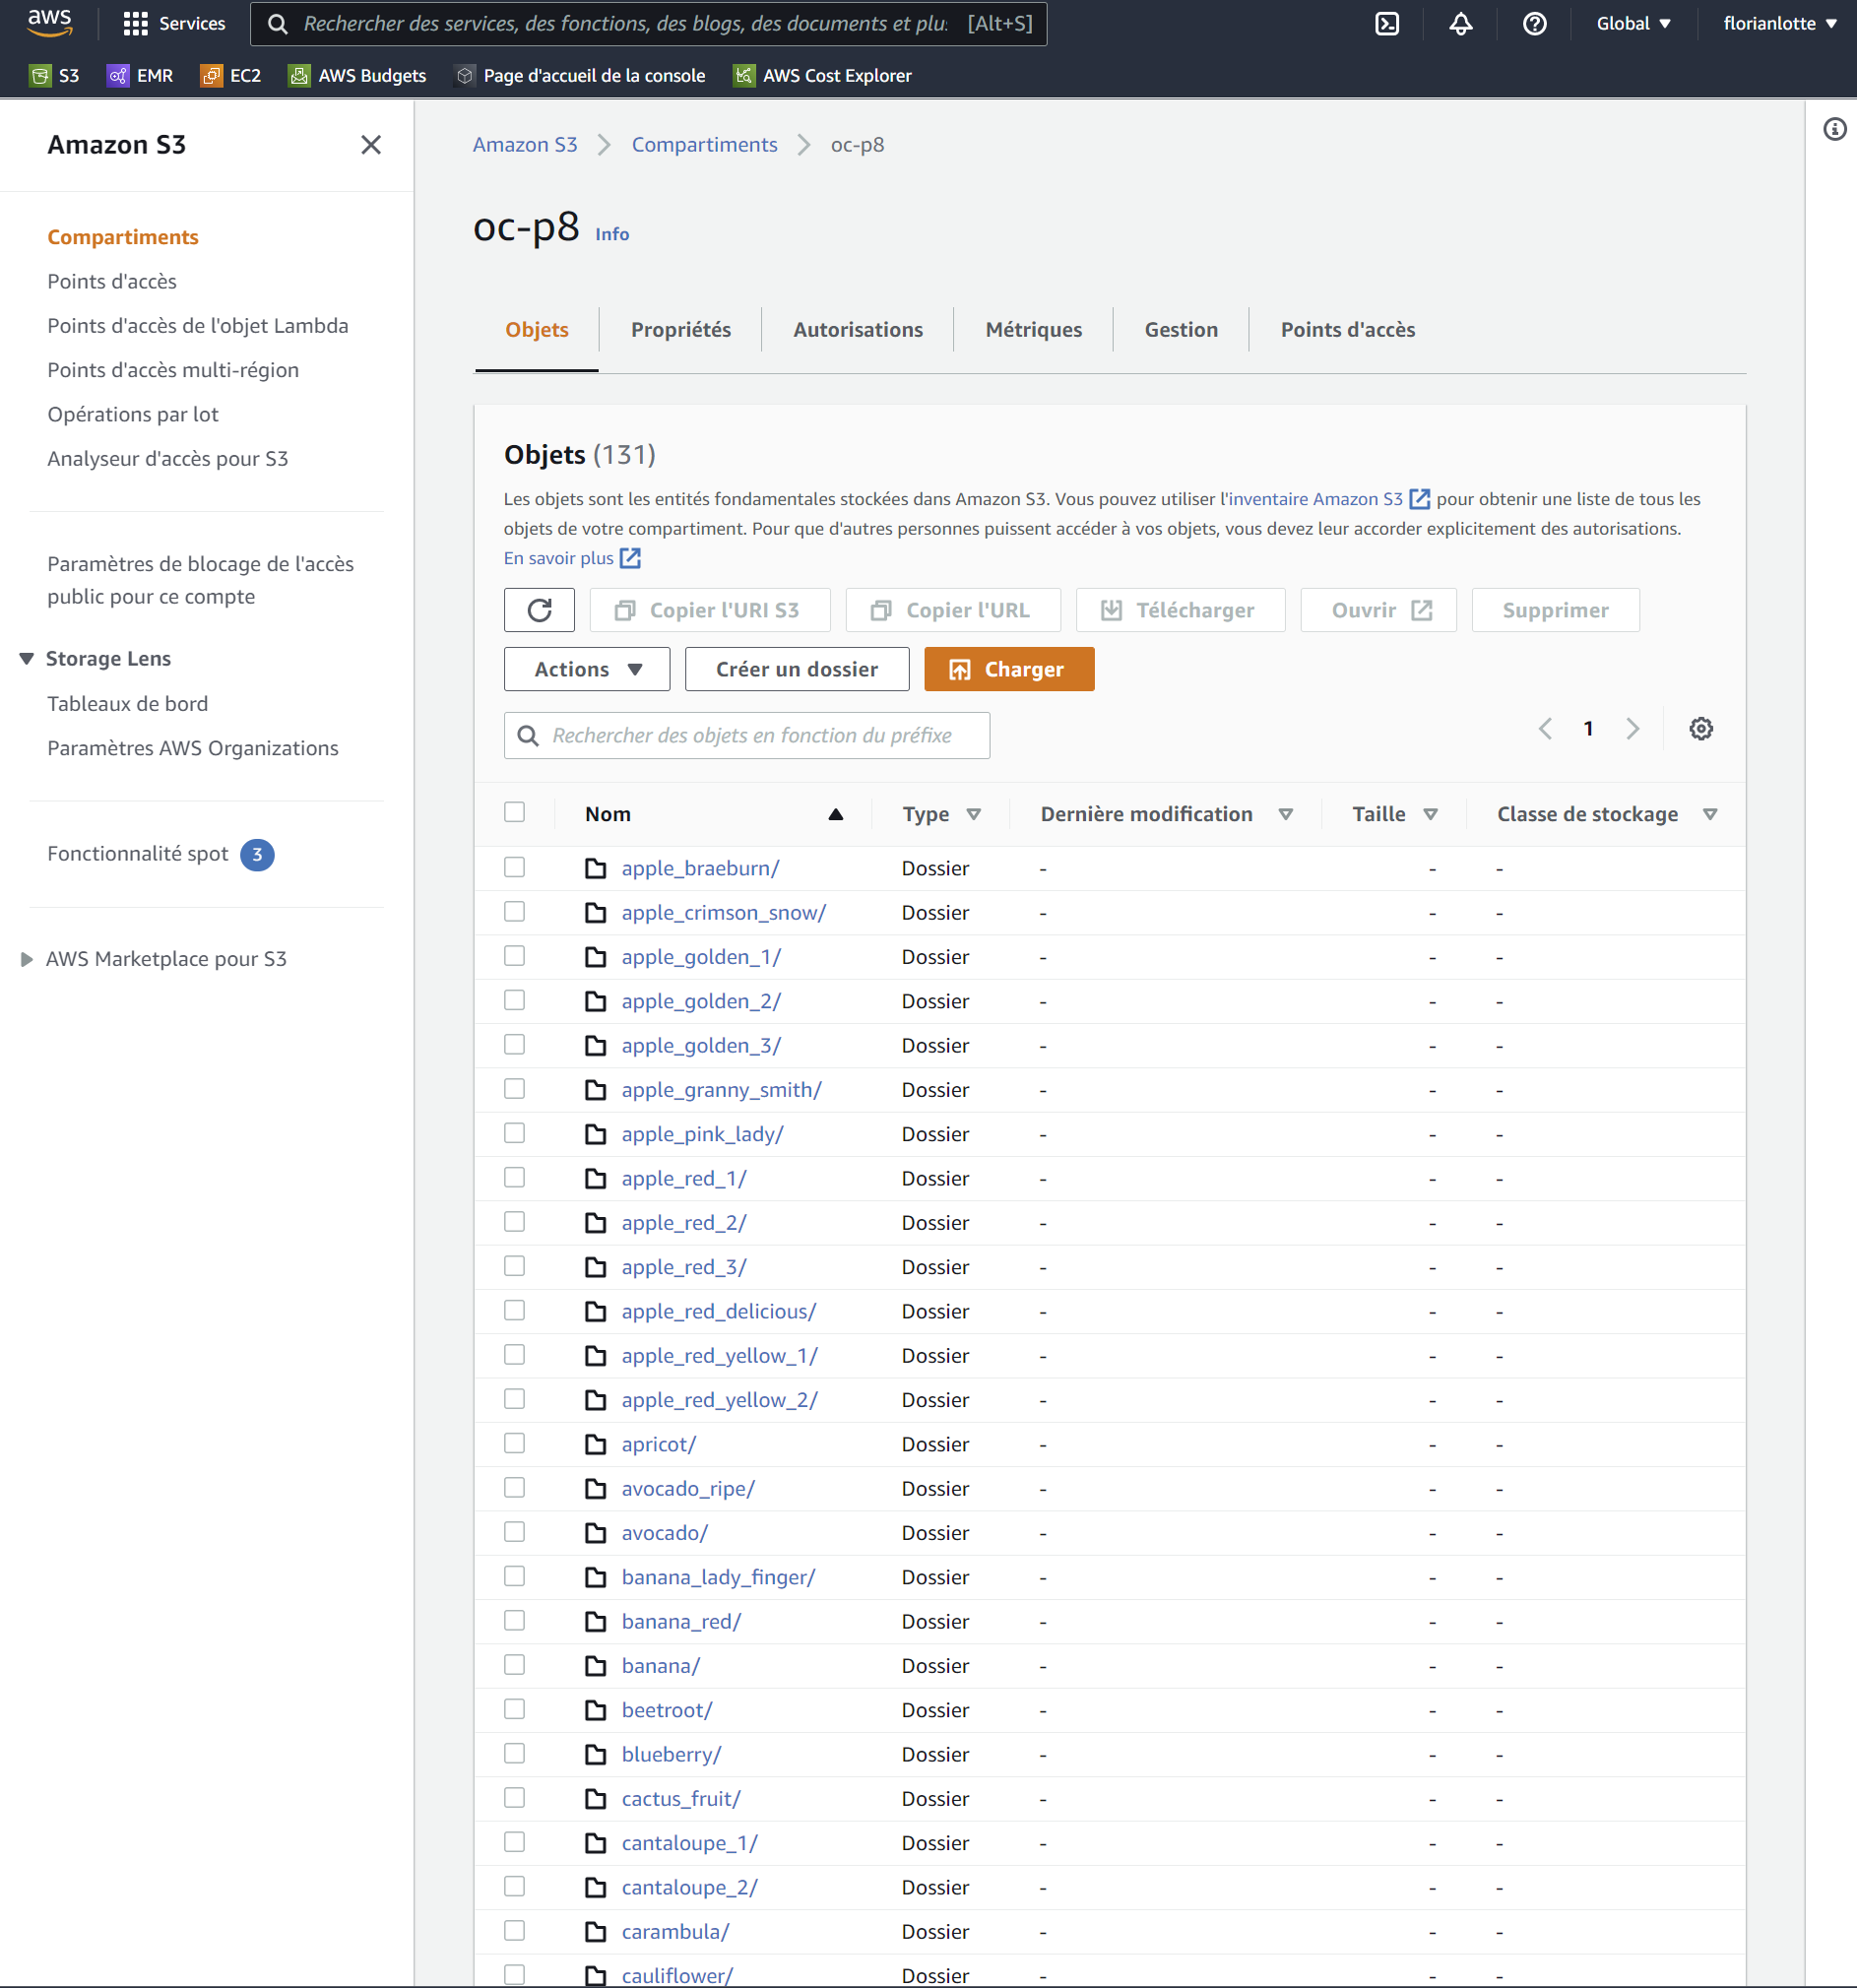 aws
Services
Rechercher des services, des fonctions, des blogs, des documents et plu: [Alt+S]
Global
florianlotte
S3
EMR
EC2
AWS Budgets
Page d'accueil de la console
AWS Cost Explorer
Amazon S3
Compartiments
Points d'accès
Points d'accès de l'objet Lambda
Points d'accès multi-région
Opérations par lot
Analyseur d'accès pour S3
Paramètres de blocage de l'accès
public pour ce compte
Storage Lens
Tableaux de bord
Paramètres AWS Organizations
Fonctionnalité spot 3
AWS Marketplace pour S3
Amazon S3 Compartiments oc-p8
oc-p8 Info
Objets Propriétés Autorisations Métriques Gestion Points d'accès
Objets (131)
Les objets sont les entités fondamentales stockées dans Amazon S3. Vous pouvez utiliser l'inventaire Amazon S3 pour obtenir une liste de tous les
objets de votre compartiment. Pour que d'autres personnes puissent accéder à vos objets, vous devez leur accorder explicitement des autorisations.
En savoir plus
Copier l'URI S3 Copier l'URL Télécharger Ouvrir Supprimer
Actions Créer un dossier Charger
Rechercher des objets en fonction du préfixe
1
Nom Type Dernière modification Taille Classe de stockage
apple_braeburn/ Dossier - - -
apple_crimson_snow/ Dossier - - -
apple_golden_1/ Dossier - - -
apple_golden_2/ Dossier - - -
apple_golden_3/ Dossier - - -
apple_granny_smith/ Dossier - - -
apple_pink_lady/ Dossier - - -
apple_red_1/ Dossier - - -
apple_red_2/ Dossier - - -
apple_red_3/ Dossier - - -
apple_red_delicious/ Dossier - - -
apple_red_yellow_1/ Dossier - - -
apple_red_yellow_2/ Dossier - - -
apricot/ Dossier - - -
avocado_ripe/ Dossier - - -
avocado/ Dossier - - -
banana_lady_finger/ Dossier - - -
banana_red/ Dossier - - -
banana/ Dossier - - -
beetroot/ Dossier - - -
blueberry/ Dossier - - -
cactus_fruit/ Dossier - - -
cantaloupe_1/ Dossier - - -
cantaloupe_2/ Dossier - - -
carambula/ Dossier - - -
cauliflower/ Dossier - - -